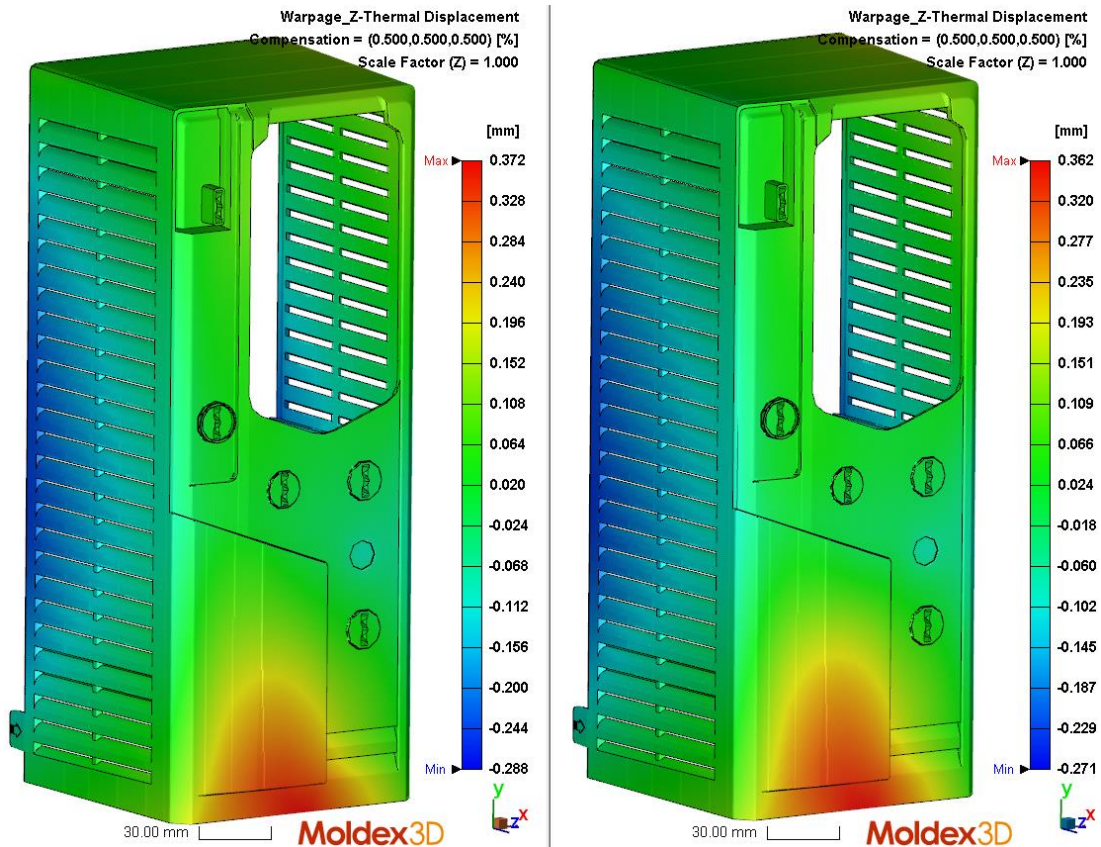 Warpage_Z-Thermal Displacement
Compensation = (0.500,0.500,0.500) [%]
Scale Factor (Z) = 1.000
[mm]
Max
0.372
0.328
0.284
0.240
0.196
0.152
0.108
0.064
0.020
-0.024
-0.068
-0.112
-0.156
-0.200
-0.244
Min
-0.288
y
x
z
30.00 mm
Moldex3D
Warpage_Z-Thermal Displacement
Compensation = (0.500,0.500,0.500) [%]
Scale Factor (Z) = 1.000
[mm]
Max
0.362
0.320
0.277
0.235
0.193
0.151
0.108
0.066
0.024
-0.018
-0.060
-0.102
-0.145
-0.187
-0.229
Min
-0.271
y
x
z
30.00 mm
Moldex3D